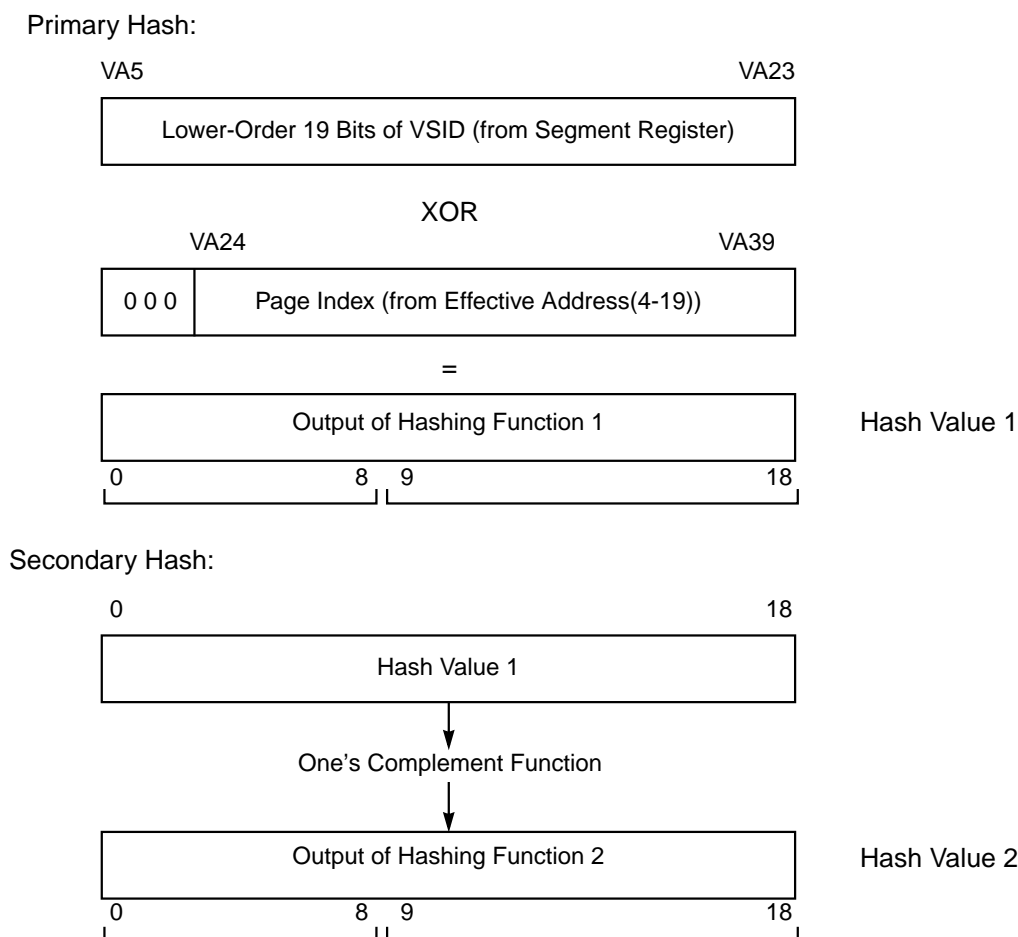 Primary Hash:
VA5 VA23
Lower-Order 19 Bits of VSID (from Segment Register)
XOR
VA24 VA39
0 0 0 Page Index (from Effective Address(4-19))
=
Output of Hashing Function 1 Hash Value 1
0 8 9 18
Secondary Hash:
0 18
Hash Value 1
One's Complement Function
Output of Hashing Function 2 Hash Value 2
0 8 9 18